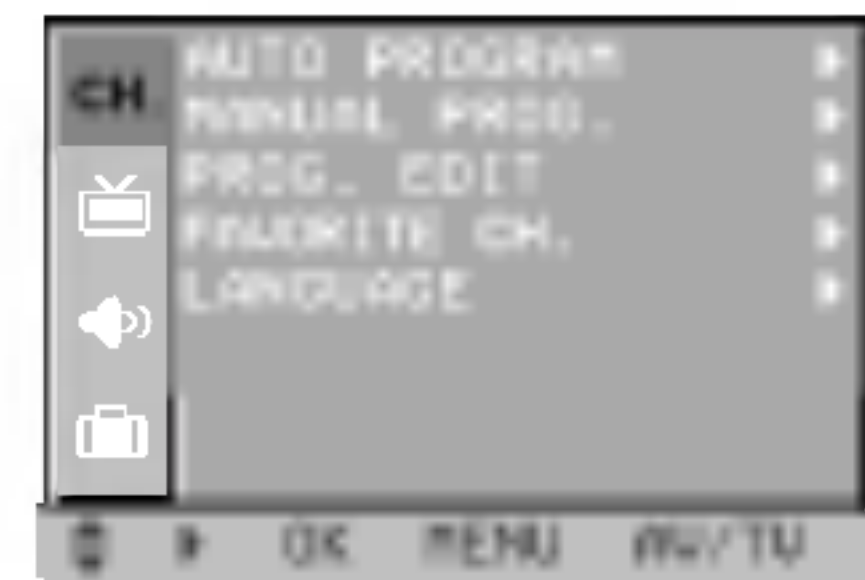 CH.
AUTO PROGRAM
MANUAL PROG.
PROG. EDIT
FAVORITE CH.
LANGUAGE
OK MENU AV/TV